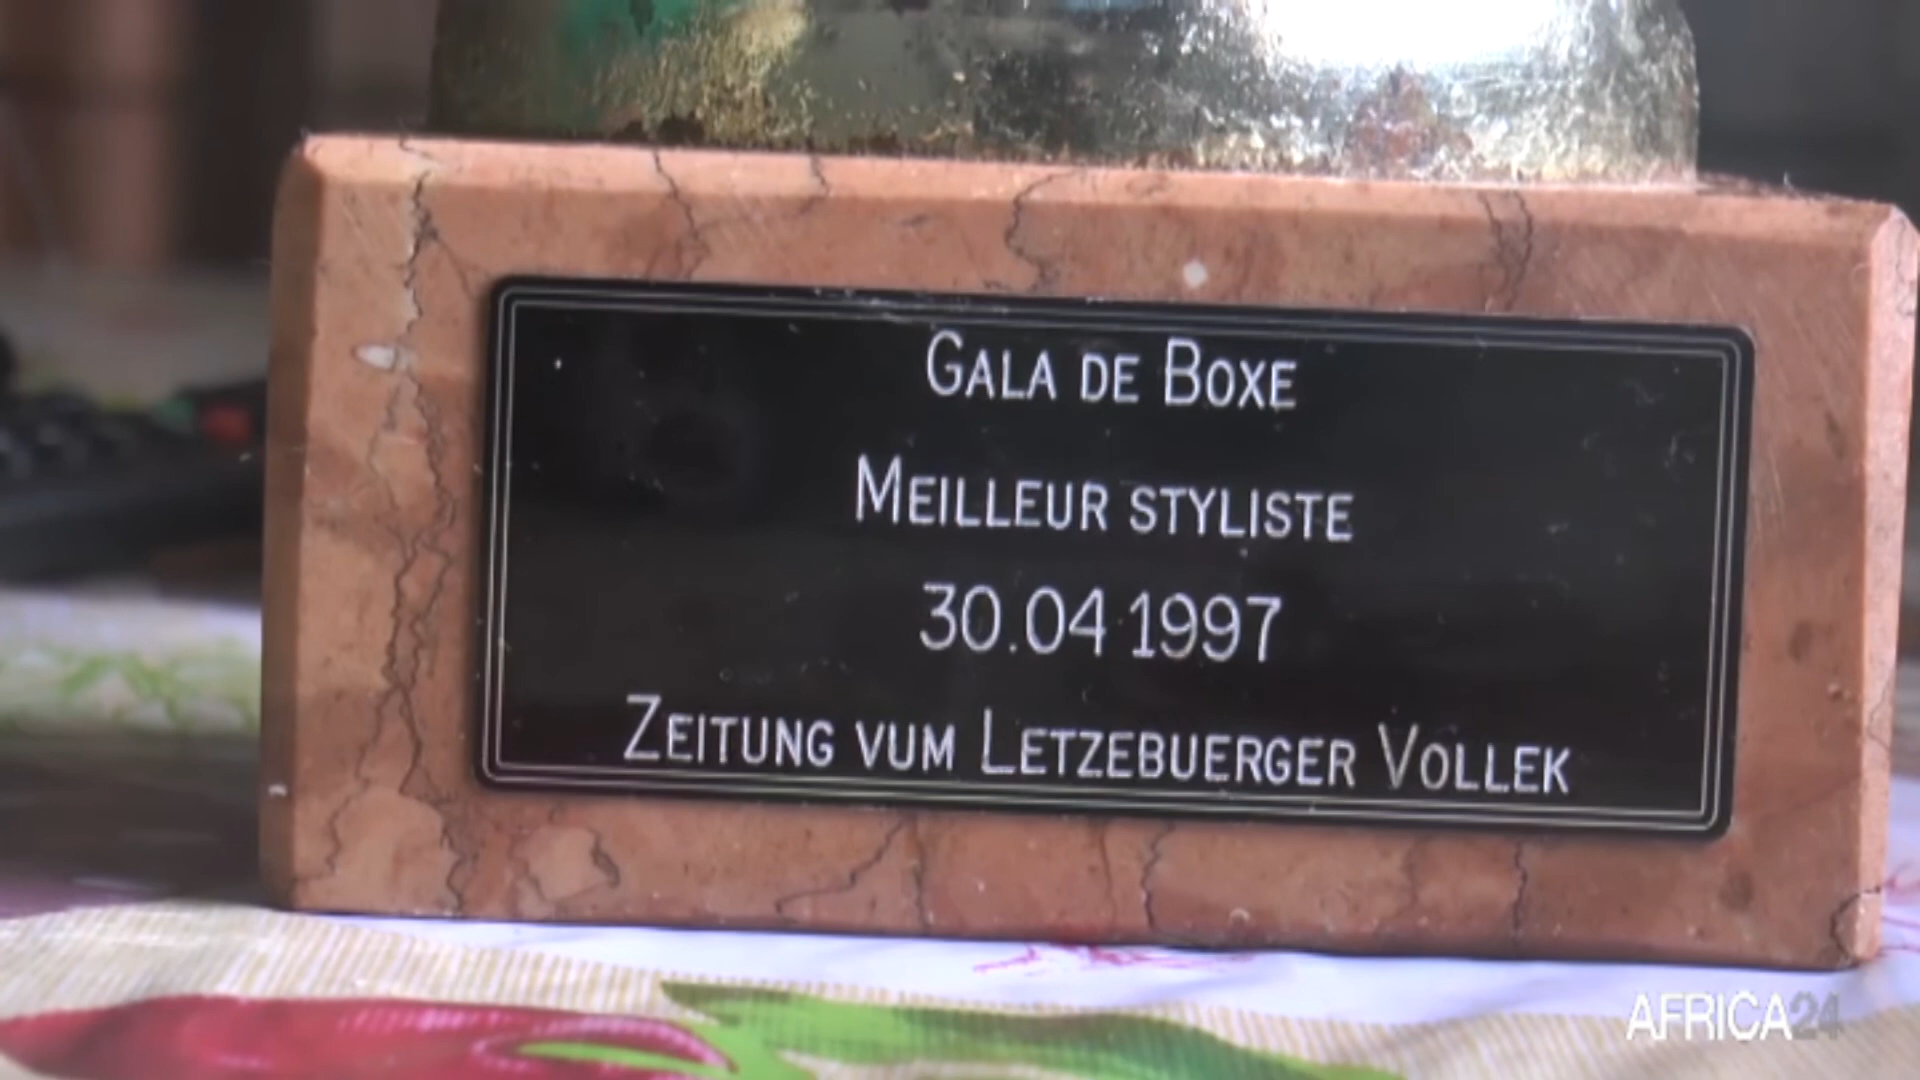 GALA DE BOXE
MEILLEUR STYLISTE
30.04 1997
ZEITUNG VUM LETZEBUERGER VOLLEK
AFRICA24